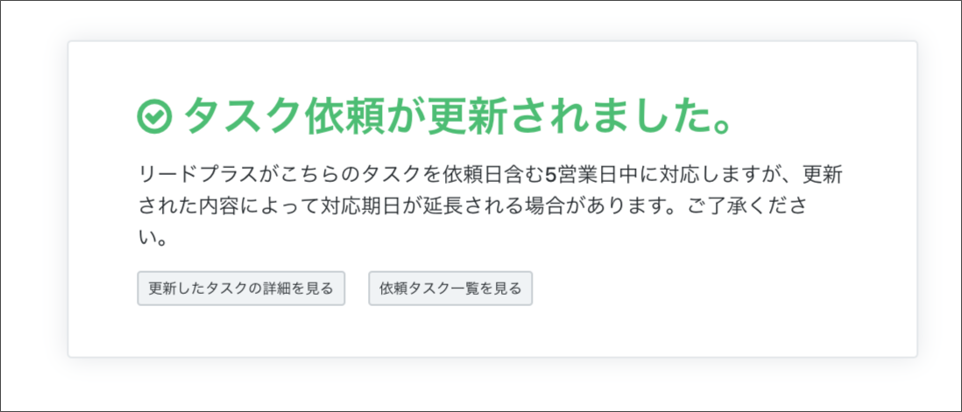 タスク依頼が更新されました。
リードプラスがこちらのタスクを依頼日含む5営業日中に対応しますが、更新
された内容によって対応期日が延長される場合があります。ご了承くださ
い。
更新したタスクの詳細を見る 依頼タスク一覧を見る